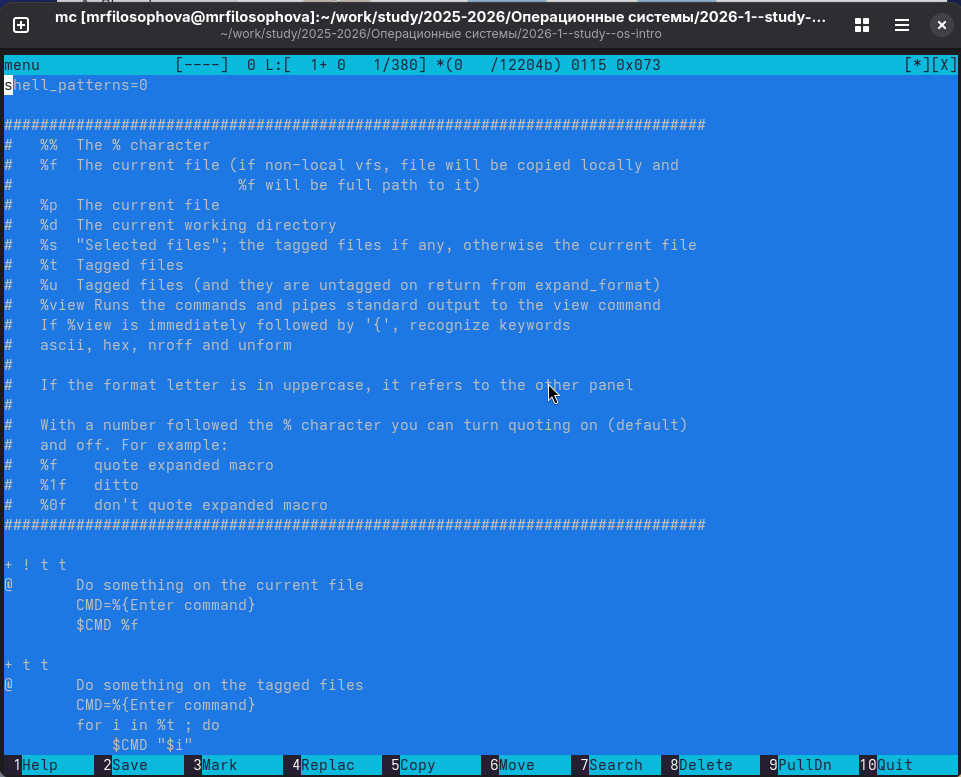 mc [mrfilosophova@mrfilosophova]:~/work/study/2025-2026/Операционные системы/2026-1--study-...
~/work/study/2025-2026/Операционные системы/2026-1--study--os-intro
menu               [----]  0 L:[  1+ 0   1/380] *(0   /12204b) 0115 0x073                           [*][X]
shell_patterns=0
##############################################################################
#   %%  The % character
#   %f  The current file (if non-local vfs, file will be copied locally and
#                         %f will be full path to it)
#   %p  The current file
#   %d  The current working directory
#   %s  "Selected files"; the tagged files if any, otherwise the current file
#   %t  Tagged files
#   %u  Tagged files (and they are untagged on return from expand_format)
#   %view Runs the commands and pipes standard output to the view command
#   If %view is immediately followed by '{', recognize keywords
#   ascii, hex, nroff and unform
#
#   If the format letter is in uppercase, it refers to the other panel
#
#   With a number followed the % character you can turn quoting on (default)
#   and off. For example:
#   %f    quote expanded macro
#   %1f   ditto
#   %0f   don't quote expanded macro
##############################################################################
+ ! t t
@       Do something on the current file
        CMD=%{Enter command}
        $CMD %f
+ t t
@       Do something on the tagged files
        CMD=%{Enter command}
        for i in %t ; do
            $CMD "$i"
1Help 2Save 3Mark 4Replac 5Copy 6Move 7Search 8Delete 9PullDn 10Quit